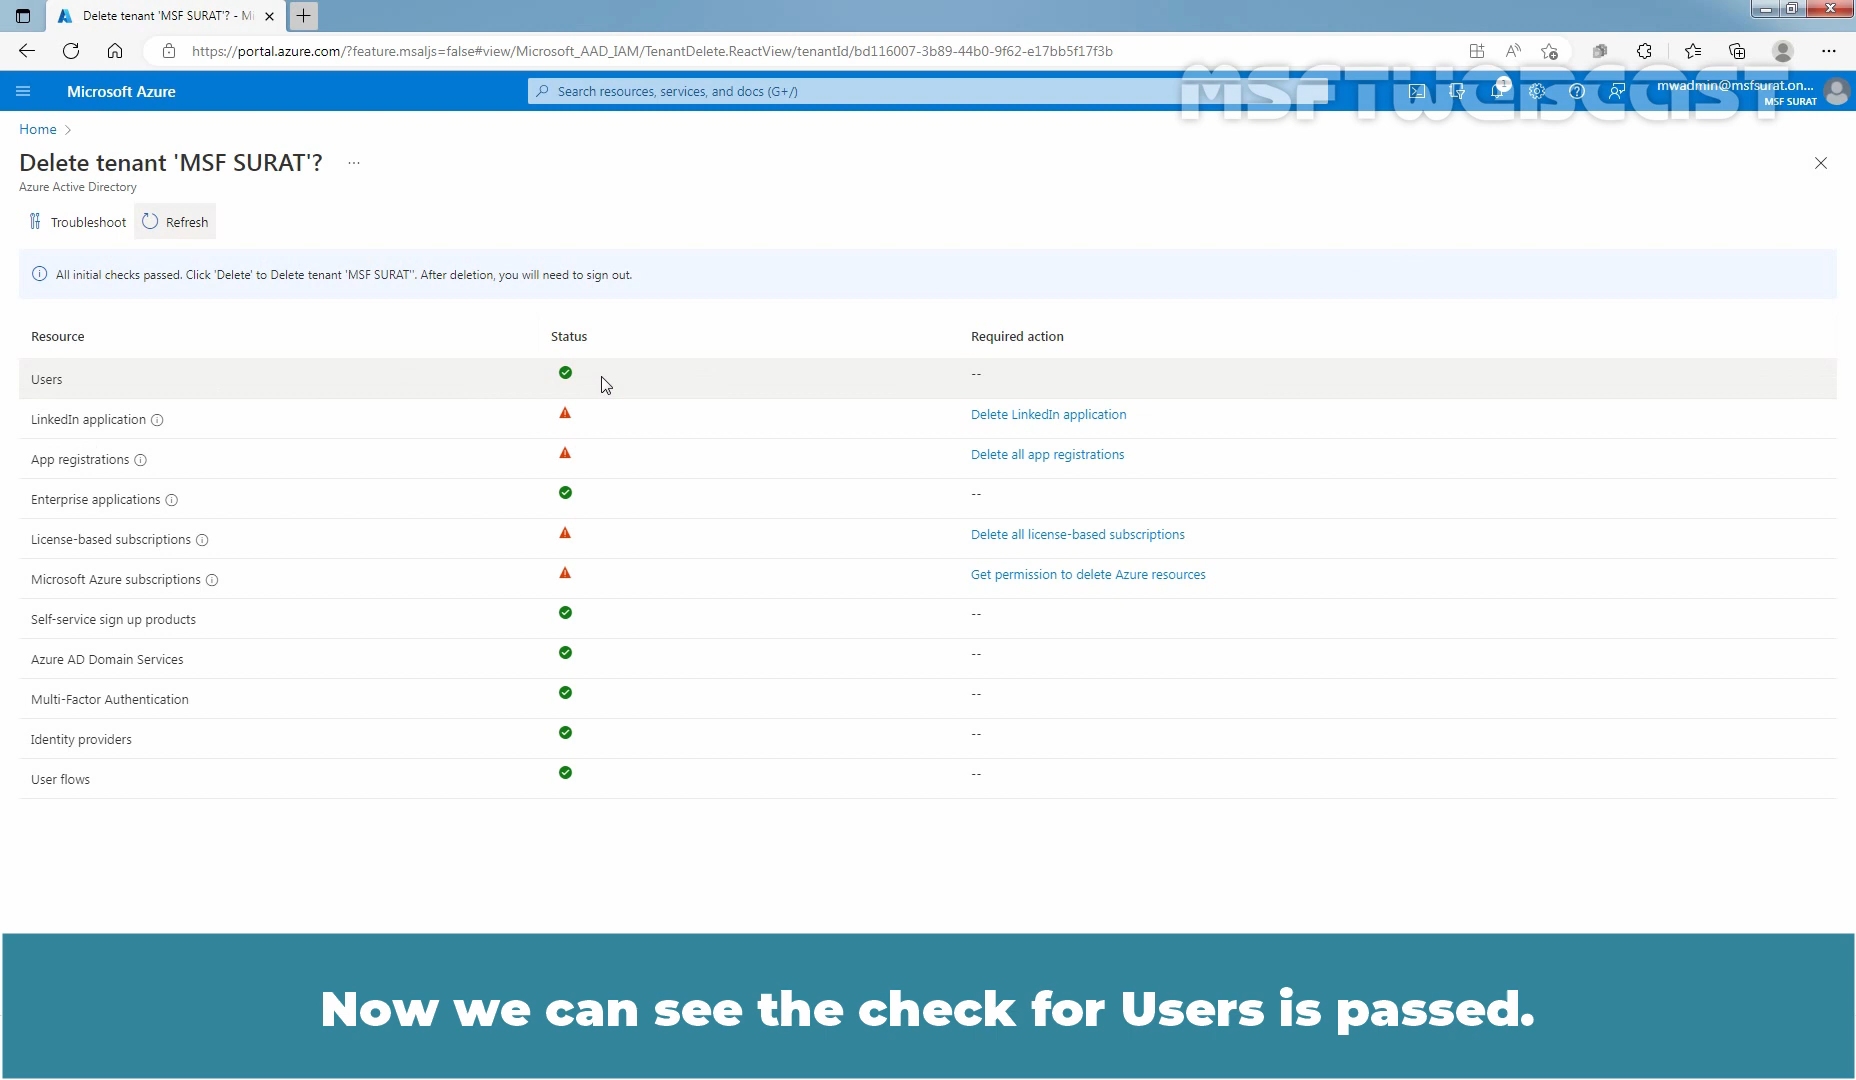 Delete tenant 'MSF SURAT'? - Mi
https://portal.azure.com/?feature.msaljs=false#view/Microsoft_AAD_IAM/TenantDelete.ReactView/tenantId/bd116007-3b89-44b0-9f62-e17bb5f17f3b
MSFTWEBCAST
Microsoft Azure
Search resources, services, and docs (G+/)
1
mwadmin@msfsurat.on...
MSF SURAT
Home
Delete tenant 'MSF SURAT'? ...
Azure Active Directory
Troubleshoot Refresh
All initial checks passed. Click 'Delete' to Delete tenant 'MSF SURAT''. After deletion, you will need to sign out.
Resource Status Required action
Users --
LinkedIn application Delete LinkedIn application
App registrations Delete all app registrations
Enterprise applications --
License-based subscriptions Delete all license-based subscriptions
Microsoft Azure subscriptions Get permission to delete Azure resources
Self-service sign up products --
Azure AD Domain Services --
Multi-Factor Authentication --
Identity providers --
User flows --
Now we can see the check for Users is passed.